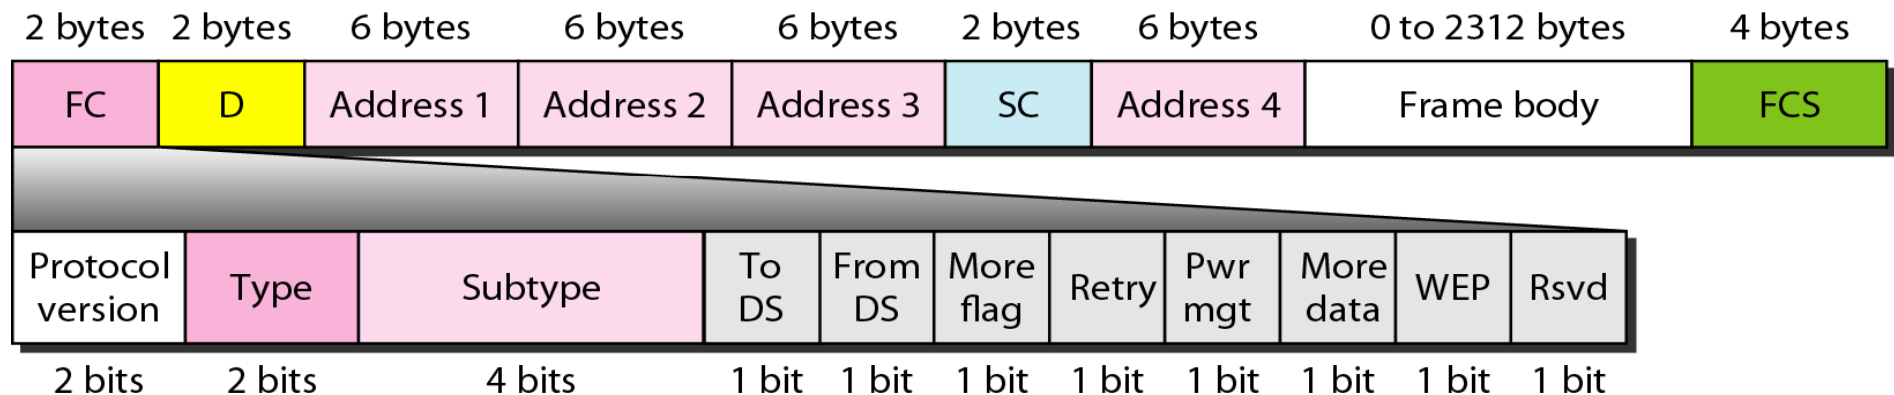 2 bytes 2 bytes 6 bytes 6 bytes 6 bytes 2 bytes 6 bytes 0 to 2312 bytes 4 bytes
FC D Address 1 Address 2 Address 3 SC Address 4 Frame body FCS
Protocol version Type Subtype To DS From DS More flag Retry Pwr mgt More data WEP Rsvd
2 bits 2 bits 4 bits 1 bit 1 bit 1 bit 1 bit 1 bit 1 bit 1 bit 1 bit